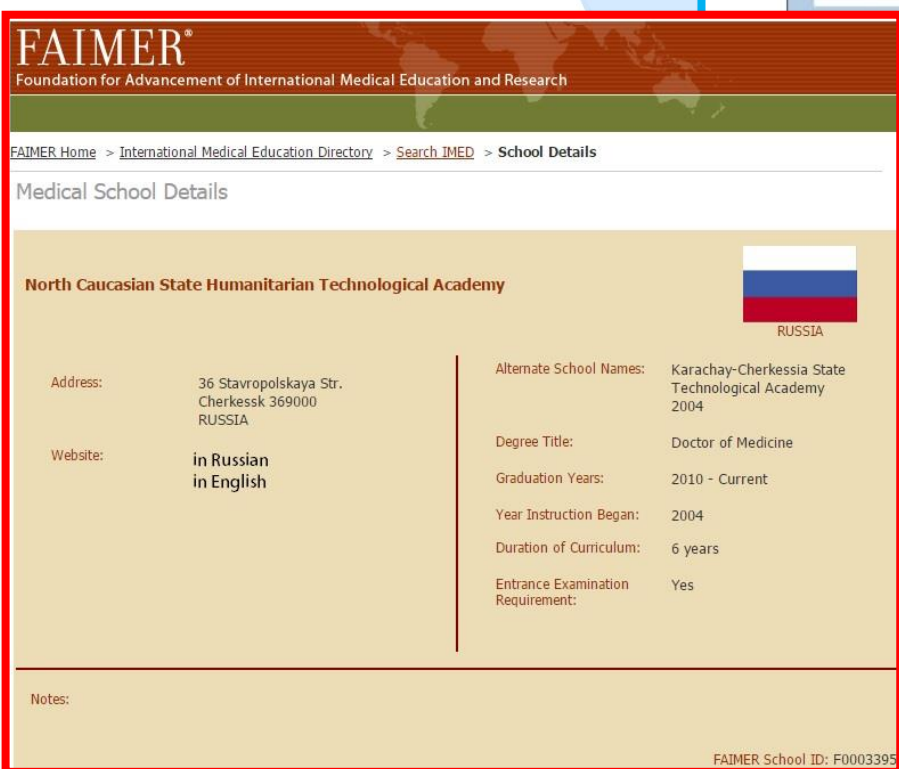 FAIMER®
Foundation for Advancement of International Medical Education and Research
FAIMER Home > International Medical Education Directory > Search IMED > School Details
Medical School Details
North Caucasian State Humanitarian Technological Academy
RUSSIA
Address:
36 Stavropolskaya Str.
Cherkessk 369000
RUSSIA
Website:
in Russian
in English
Alternate School Names:
Karachay-Cherkessia State
Technological Academy
2004
Degree Title:
Doctor of Medicine
Graduation Years:
2010 - Current
Year Instruction Began:
2004
Duration of Curriculum:
6 years
Entrance Examination
Requirement:
Yes
Notes:
FAIMER School ID: F0003395